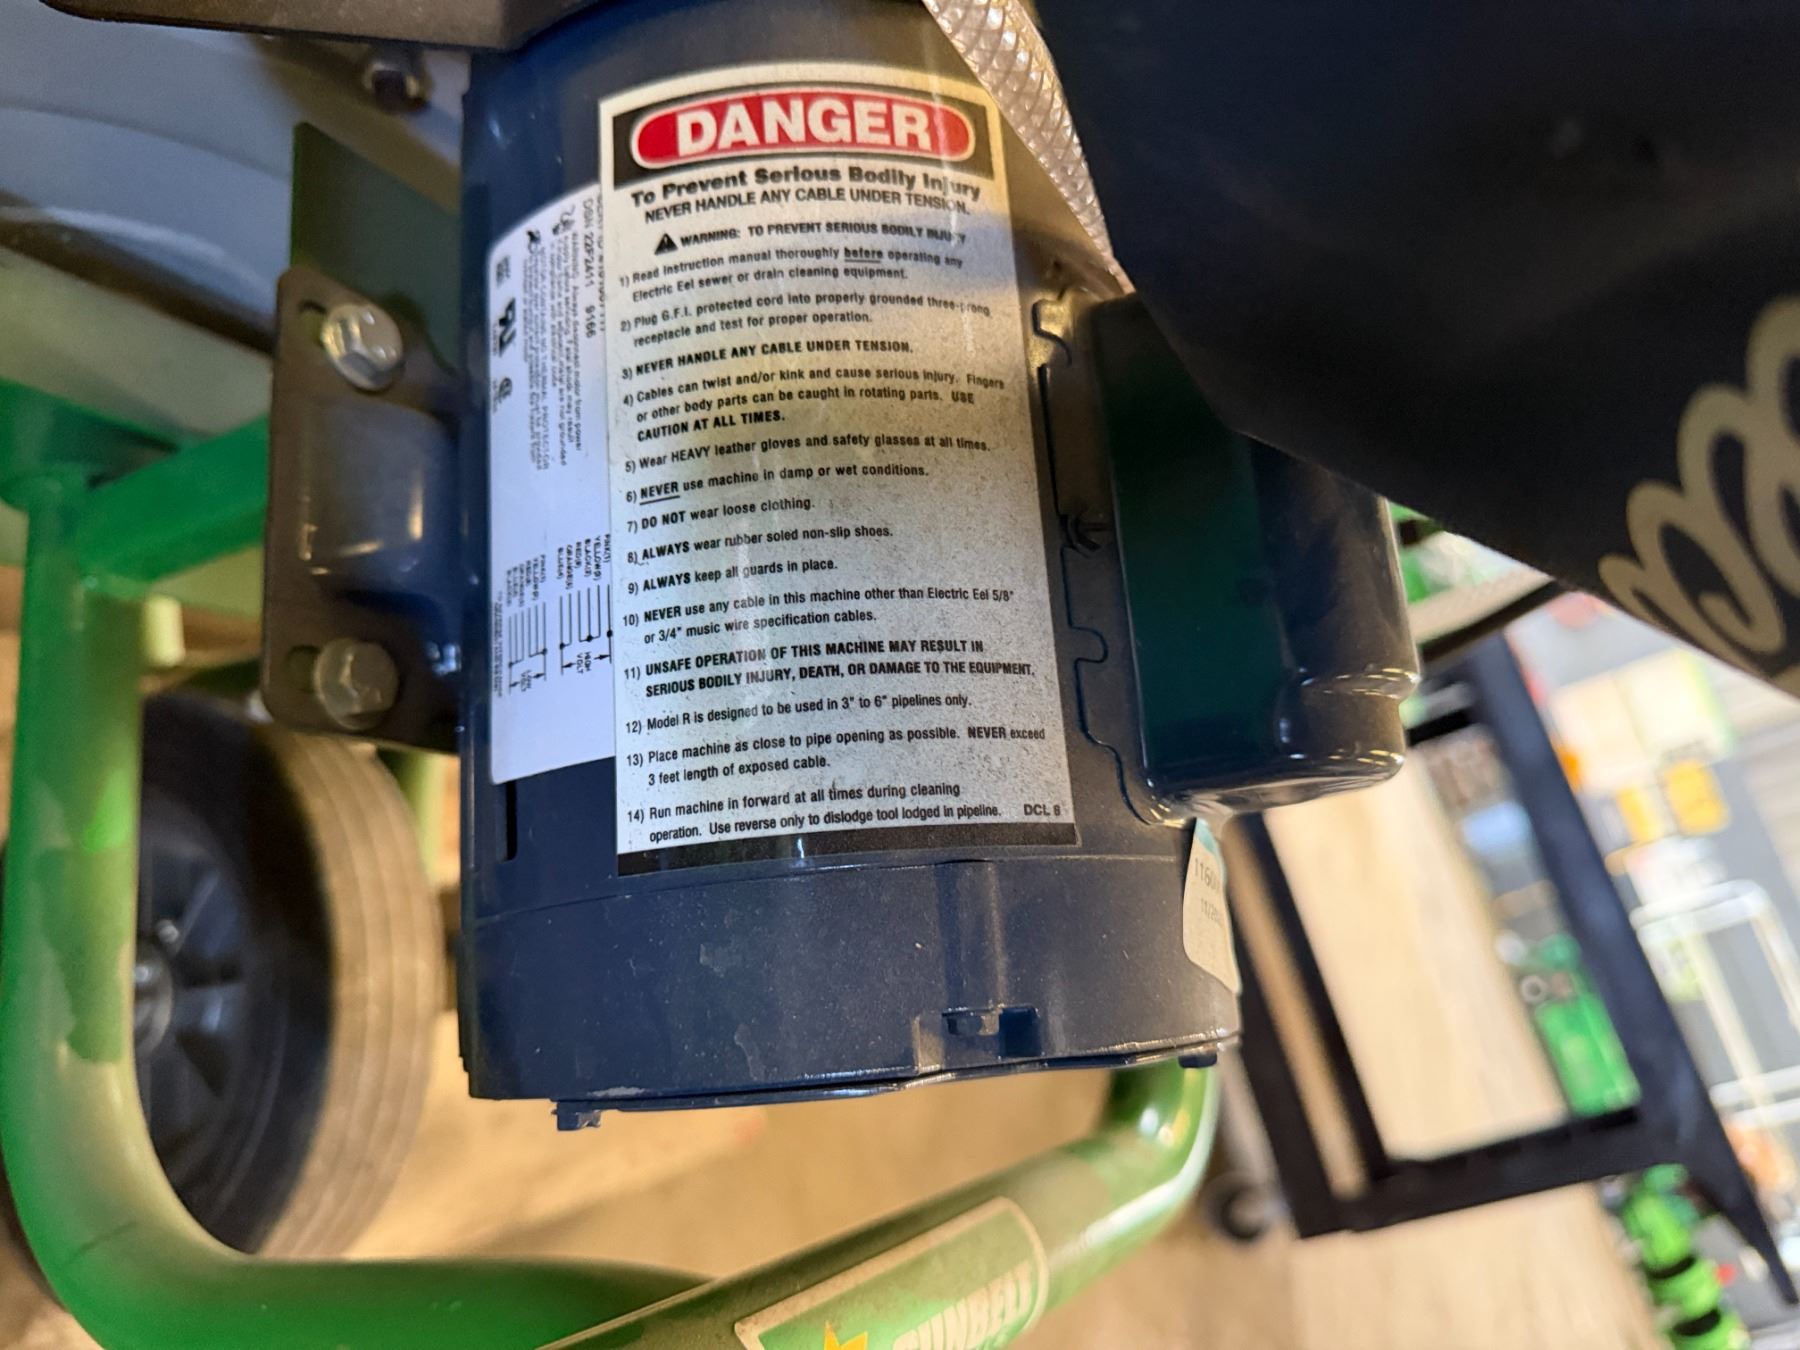 DANGER
To Prevent Serious Bodily Injury
NEVER HANDLE ANY CABLE UNDER TENSION.
WARNING: TO PREVENT SERIOUS BODILY INJURY
1) Read instruction manual thoroughly before operating any
Electric Eel sewer or drain cleaning equipment.
2) Plug G.F.I. protected cord into properly grounded three-prong
receptacle and test for proper operation.
3) NEVER HANDLE ANY CABLE UNDER TENSION.
4) Cables can twist and/or kink and cause serious injury. Fingers
or other body parts can be caught in rotating parts. USE
CAUTION AT ALL TIMES.
5) Wear HEAVY leather gloves and safety glasses at all times.
6) NEVER use machine in damp or wet conditions.
7) DO NOT wear loose clothing.
8) ALWAYS wear rubber soled non-slip shoes.
9) ALWAYS keep all guards in place.
10) NEVER use any cable in this machine other than Electric Eel 5/8"
or 3/4" music wire specification cables.
11) UNSAFE OPERATION OF THIS MACHINE MAY RESULT IN
SERIOUS BODILY INJURY, DEATH, OR DAMAGE TO THE EQUIPMENT.
12) Model R is designed to be used in 3" to 6" pipelines only.
13) Place machine as close to pipe opening as possible. NEVER exceed
3 feet length of exposed cable.
14) Run machine in forward at all times during cleaning
operation. Use reverse only to dislodge tool lodged in pipeline. DCL 8
HIGH
VOLT
LOW
VOLT
SUNBELT